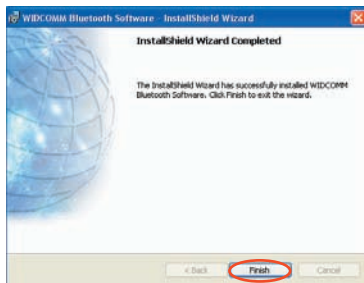 WIDCOMM Bluetooth Software - InstallShield Wizard
InstallShield Wizard Completed
The InstallShield Wizard has successfully installed WIDCOMM
Bluetooth Software. Click Finish to exit the wizard.
< Back
Finish
Cancel